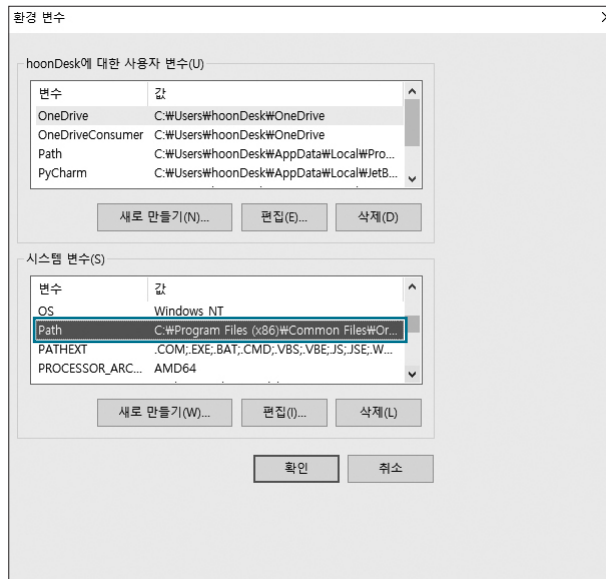 환경 변수
hoonDesk에 대한 사용자 변수(U)
변수 값
OneDrive C:₩Users₩hoonDesk₩OneDrive
OneDriveConsumer C:₩Users₩hoonDesk₩OneDrive
Path C:₩Users₩hoonDesk₩AppData₩Local₩Pro...
PyCharm C:₩Users₩hoonDesk₩AppData₩Local₩JetB...
새로 만들기(N)... 편집(E)... 삭제(D)
시스템 변수(S)
변수 값
OS Windows NT
Path C:₩Program Files (x86)₩Common Files₩Or...
PATHEXT .COM;.EXE;.BAT;.CMD;.VBS;.VBE;.JS;.JSE;.W...
PROCESSOR_ARC... AMD64
새로 만들기(W)... 편집(I)... 삭제(L)
확인 취소